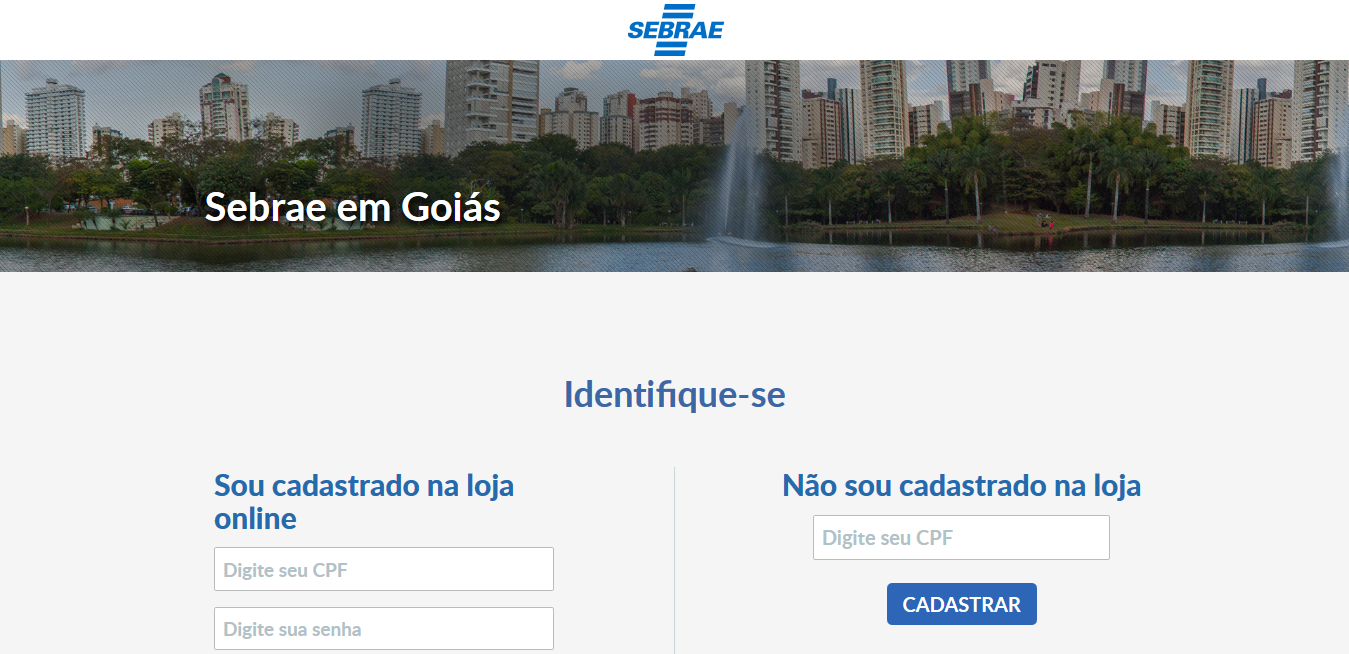 SEBRAE
Sebrae em Goiás
Identifique-se
Sou cadastrado na loja
online
Digite seu CPF
Digite sua senha
Não sou cadastrado na loja
Digite seu CPF
CADASTRAR